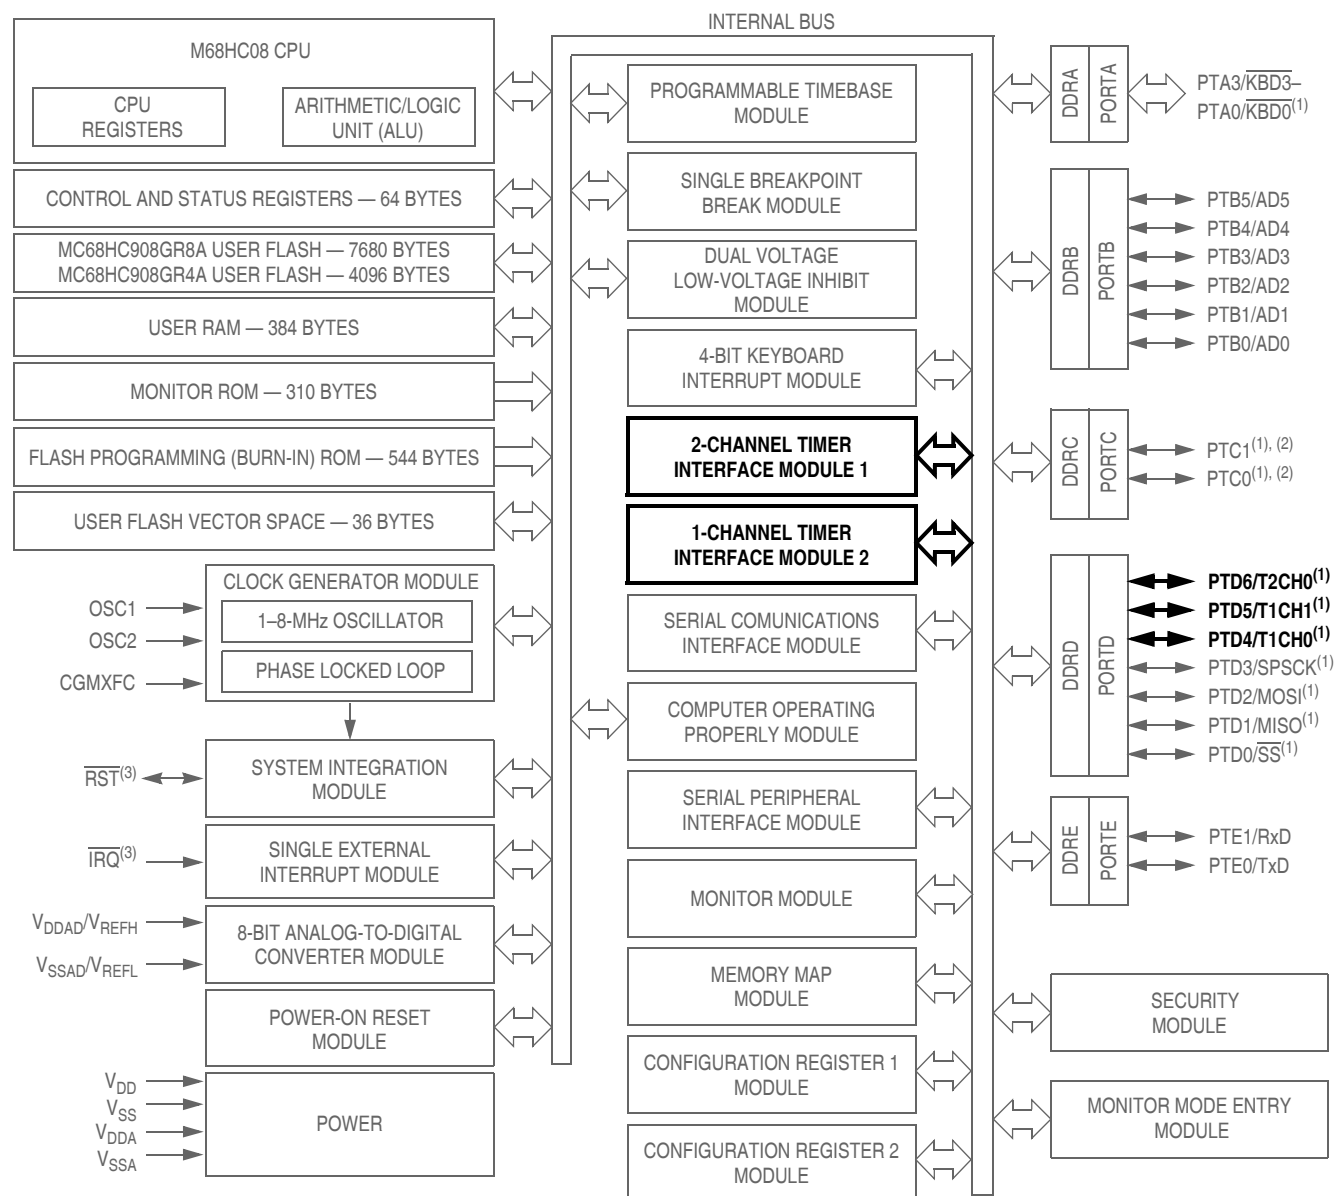 INTERNAL BUS
M68HC08 CPU
CPU
REGISTERS
ARITHMETIC/LOGIC
UNIT (ALU)
CONTROL AND STATUS REGISTERS — 64 BYTES
MC68HC908GR8A USER FLASH — 7680 BYTES
MC68HC908GR4A USER FLASH — 4096 BYTES
USER RAM — 384 BYTES
MONITOR ROM — 310 BYTES
FLASH PROGRAMMING (BURN-IN) ROM — 544 BYTES
USER FLASH VECTOR SPACE — 36 BYTES
CLOCK GENERATOR MODULE
1–8-MHz OSCILLATOR
PHASE LOCKED LOOP
OSC1
OSC2
CGMXFC
SYSTEM INTEGRATION
MODULE
RST(3)
SINGLE EXTERNAL
INTERRUPT MODULE
IRQ(3)
8-BIT ANALOG-TO-DIGITAL
CONVERTER MODULE
VDDAD/VREFH
VSSAD/VREFL
POWER-ON RESET
MODULE
POWER
VDD
VSS
VDDA
VSSA
PROGRAMMABLE TIMEBASE
MODULE
SINGLE BREAKPOINT
BREAK MODULE
DUAL VOLTAGE
LOW-VOLTAGE INHIBIT
MODULE
4-BIT KEYBOARD
INTERRUPT MODULE
2-CHANNEL TIMER
INTERFACE MODULE 1
1-CHANNEL TIMER
INTERFACE MODULE 2
SERIAL COMUNICATIONS
INTERFACE MODULE
COMPUTER OPERATING
PROPERLY MODULE
SERIAL PERIPHERAL
INTERFACE MODULE
MONITOR MODULE
MEMORY MAP
MODULE
CONFIGURATION REGISTER 1
MODULE
CONFIGURATION REGISTER 2
MODULE
DDRA
PORTA
PTA3/KBD3–
PTA0/KBD0(1)
DDRB
PORTB
PTB5/AD5
PTB4/AD4
PTB3/AD3
PTB2/AD2
PTB1/AD1
PTB0/AD0
DDRC
PORTC
PTC1(1), (2)
PTC0(1), (2)
DDRD
PORTD
PTD6/T2CH0(1)
PTD5/T1CH1(1)
PTD4/T1CH0(1)
PTD3/SPSCK(1)
PTD2/MOSI(1)
PTD1/MISO(1)
PTD0/SS(1)
DDRE
PORTE
PTE1/RxD
PTE0/TxD
SECURITY
MODULE
MONITOR MODE ENTRY
MODULE